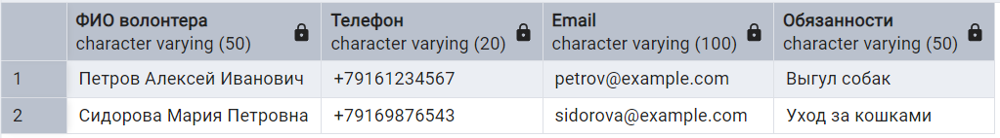 ФИО волонтера Телефон Email Обязанности
character varying (50) character varying (20) character varying (100) character varying (50)
1 Петров Алексей Иванович +79161234567 petrov@example.com Выгул собак
2 Сидорова Мария Петровна +79169876543 sidorova@example.com Уход за кошками